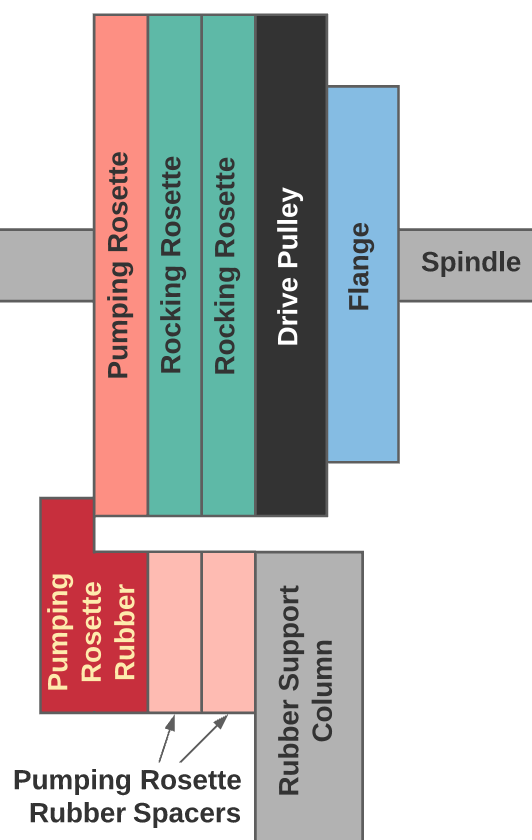 Pumping Rosette
Rocking Rosette
Rocking Rosette
Drive Pulley
Flange
Spindle
Pumping
Rosette
Rubber
Rubber Support
Column
Pumping Rosette
Rubber Spacers